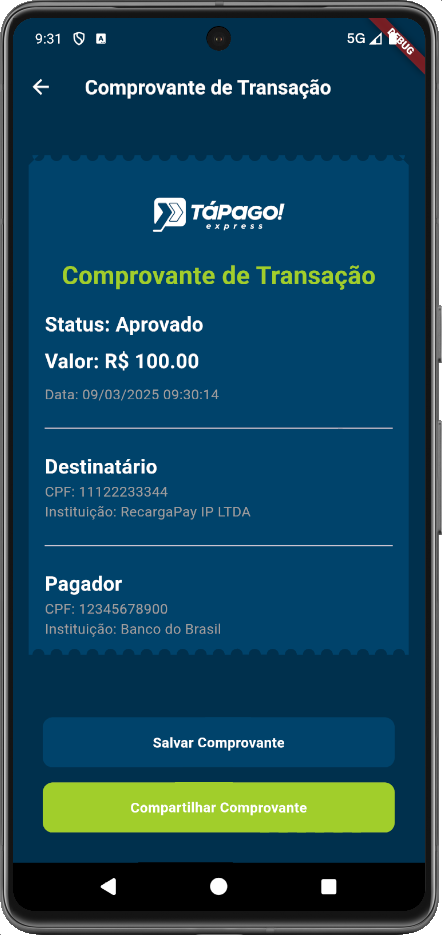 9:31
5G
DEBUG
Comprovante de Transação
TáPago!
express
Comprovante de Transação
Status: Aprovado
Valor: R$ 100.00
Data: 09/03/2025 09:30:14
Destinatário
CPF: 11122233344
Instituição: RecargaPay IP LTDA
Pagador
CPF: 12345678900
Instituição: Banco do Brasil
Salvar Comprovante
Compartilhar Comprovante